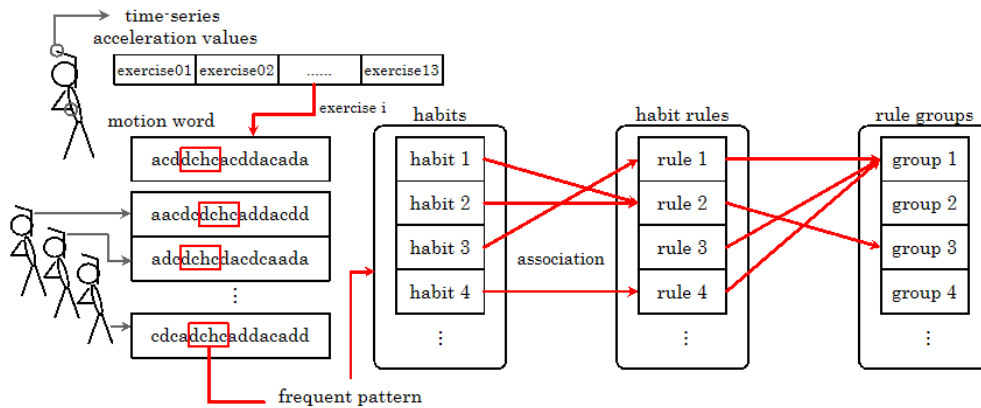 time-series
acceleration values
exercise01 exercise02 ...... exercise13
exercise i
motion word
acddchcacddacada
aacdcdchcaddacdd
adcdchcdacdcaada
⋮
cdcadchcaddacadd
frequent pattern
habits
habit 1
habit 2
habit 3
habit 4
⋮
association
habit rules
rule 1
rule 2
rule 3
rule 4
⋮
rule groups
group 1
group 2
group 3
group 4
⋮